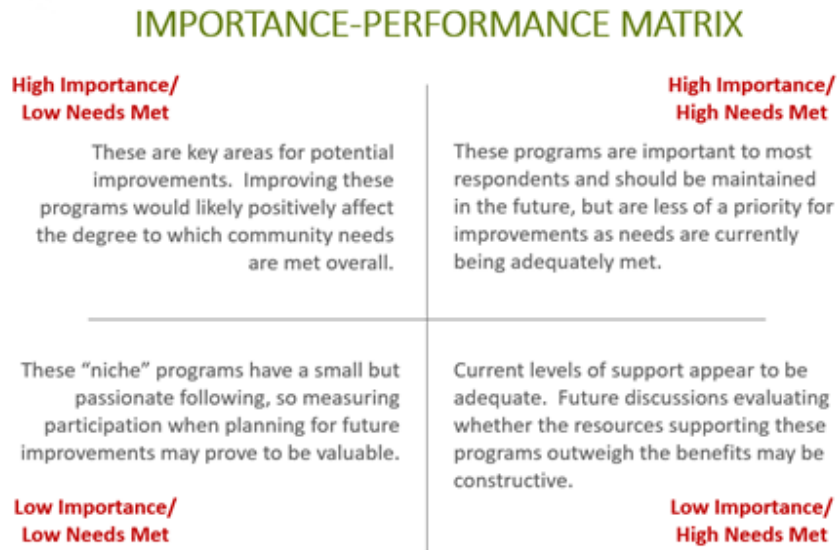 IMPORTANCE-PERFORMANCE MATRIX
High Importance/
Low Needs Met
These are key areas for potential
improvements. Improving these
programs would likely positively affect
the degree to which community needs
are met overall.
High Importance/
High Needs Met
These programs are important to most
respondents and should be maintained
in the future, but are less of a priority for
improvements as needs are currently
being adequately met.
These “niche” programs have a small but
passionate following, so measuring
participation when planning for future
improvements may prove to be valuable.
Low Importance/
Low Needs Met
Current levels of support appear to be
adequate. Future discussions evaluating
whether the resources supporting these
programs outweigh the benefits may be
constructive.
Low Importance/
High Needs Met